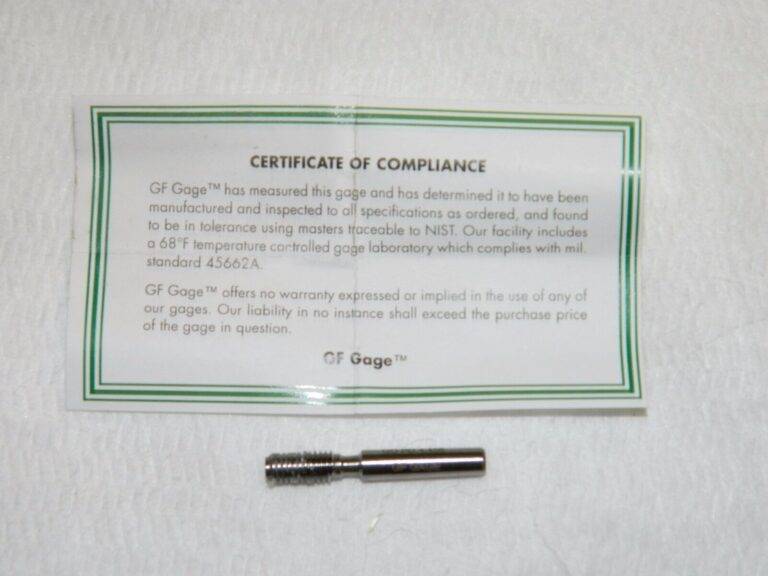 CERTIFICATE OF COMPLIANCE
GF Gage™ has measured this gage and has determined it to have been
manufactured and inspected to all specifications as ordered, and found
to be in tolerance using masters traceable to NIST. Our facility includes
a 68°F temperature controlled gage laboratory which complies with mil.
standard 45662A.
GF Gage™ offers no warranty expressed or implied in the use of any of
our gages. Our liability in no instance shall exceed the purchase price
of the gage in question.
GF Gage™